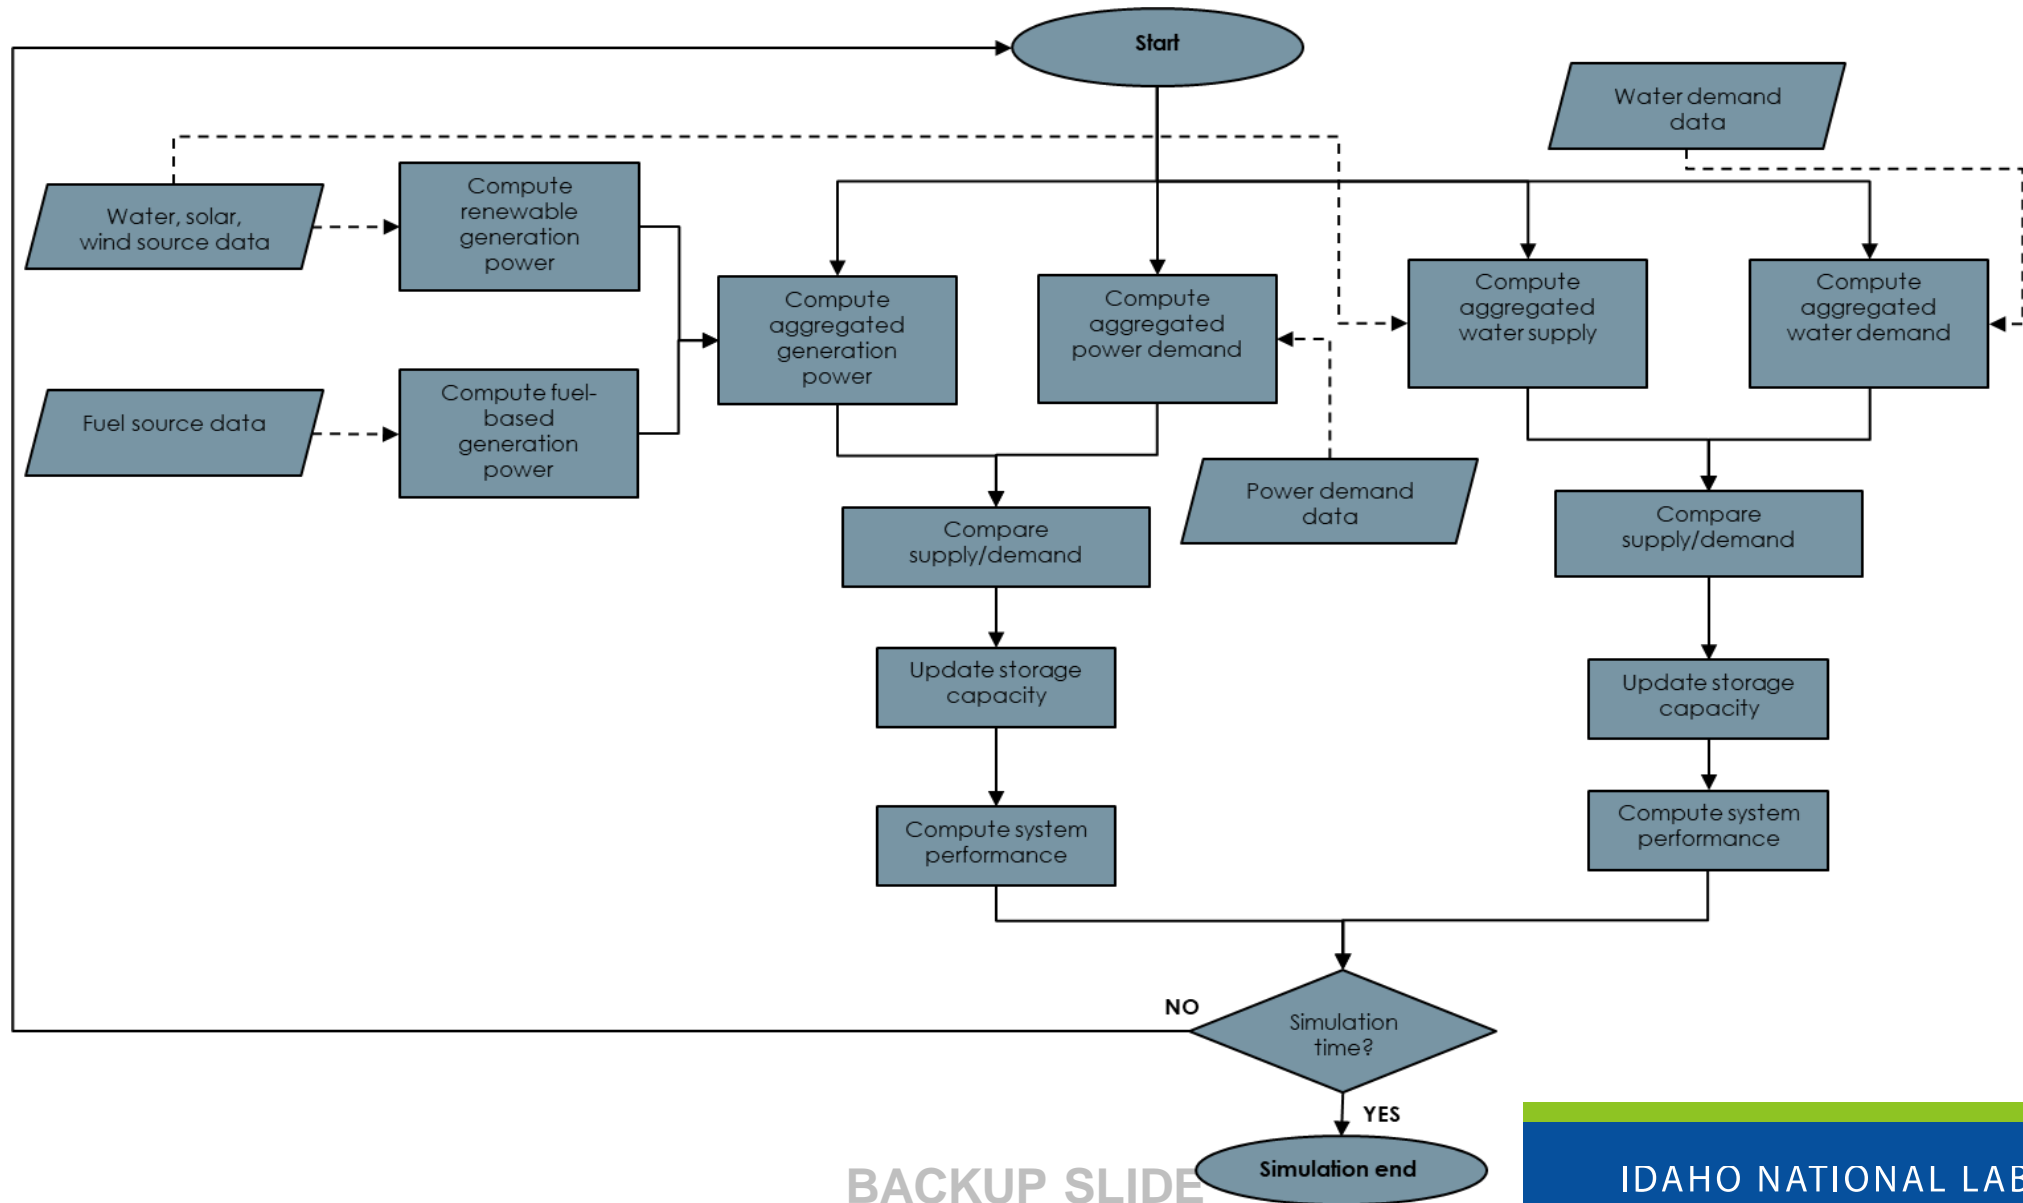 Start
Water demand
data
Compute
renewable
generation
power
Water, solar,
wind source data
Compute
aggregated
generation
power
Compute
aggregated
power demand
Compute
aggregated
water supply
Compute
aggregated
water demand
Fuel source data
Compute fuel-
based
generation
power
Power demand
data
Compare
supply/demand
Compare
supply/demand
Update storage
capacity
Update storage
capacity
Compute system
performance
Compute system
performance
NO
Simulation
time?
YES
Simulation end
BACKUP SLIDE
IDAHO NATIONAL LAB